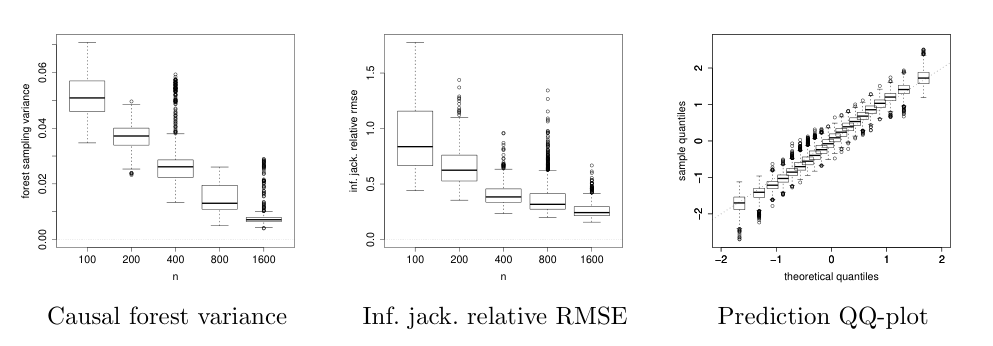 forest sampling variance
0.06
0.04
0.02
0.00
100 200 400 800 1600
n
inf. jack. relative rmse
1.5
1.0
0.5
0.0
100 200 400 800 1600
n
sample quantiles
2
1
0
−1
−2
−2 −1 0 1 2
theoretical quantiles
Causal forest variance
Inf. jack. relative RMSE
Prediction QQ-plot